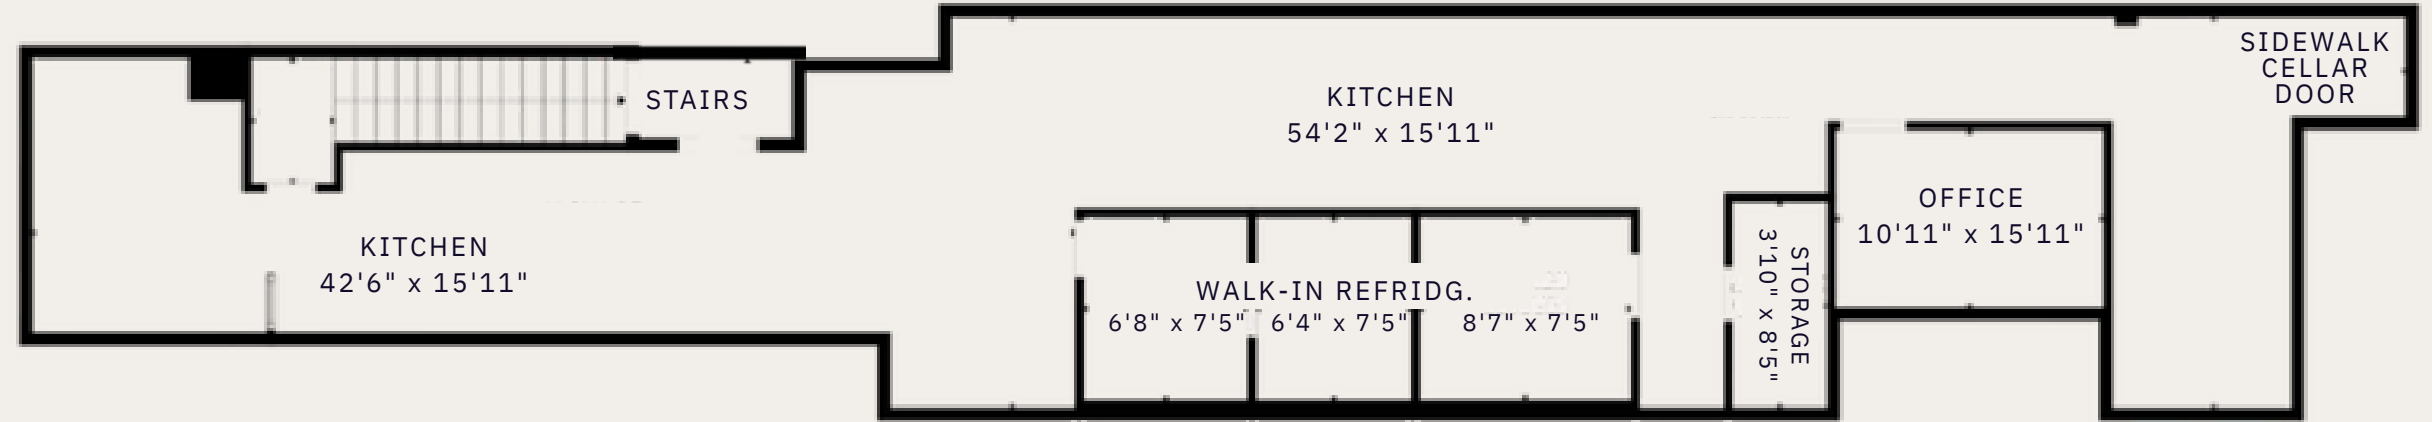 SIDEWALK
CELLAR
DOOR
STAIRS
KITCHEN
54'2" x 15'11"
OFFICE
10'11" x 15'11"
KITCHEN
42'6" x 15'11"
WALK-IN REFRIDG.
6'8" x 7'5"
6'4" x 7'5"
8'7" x 7'5"
STORAGE
3'10" x 8'5"